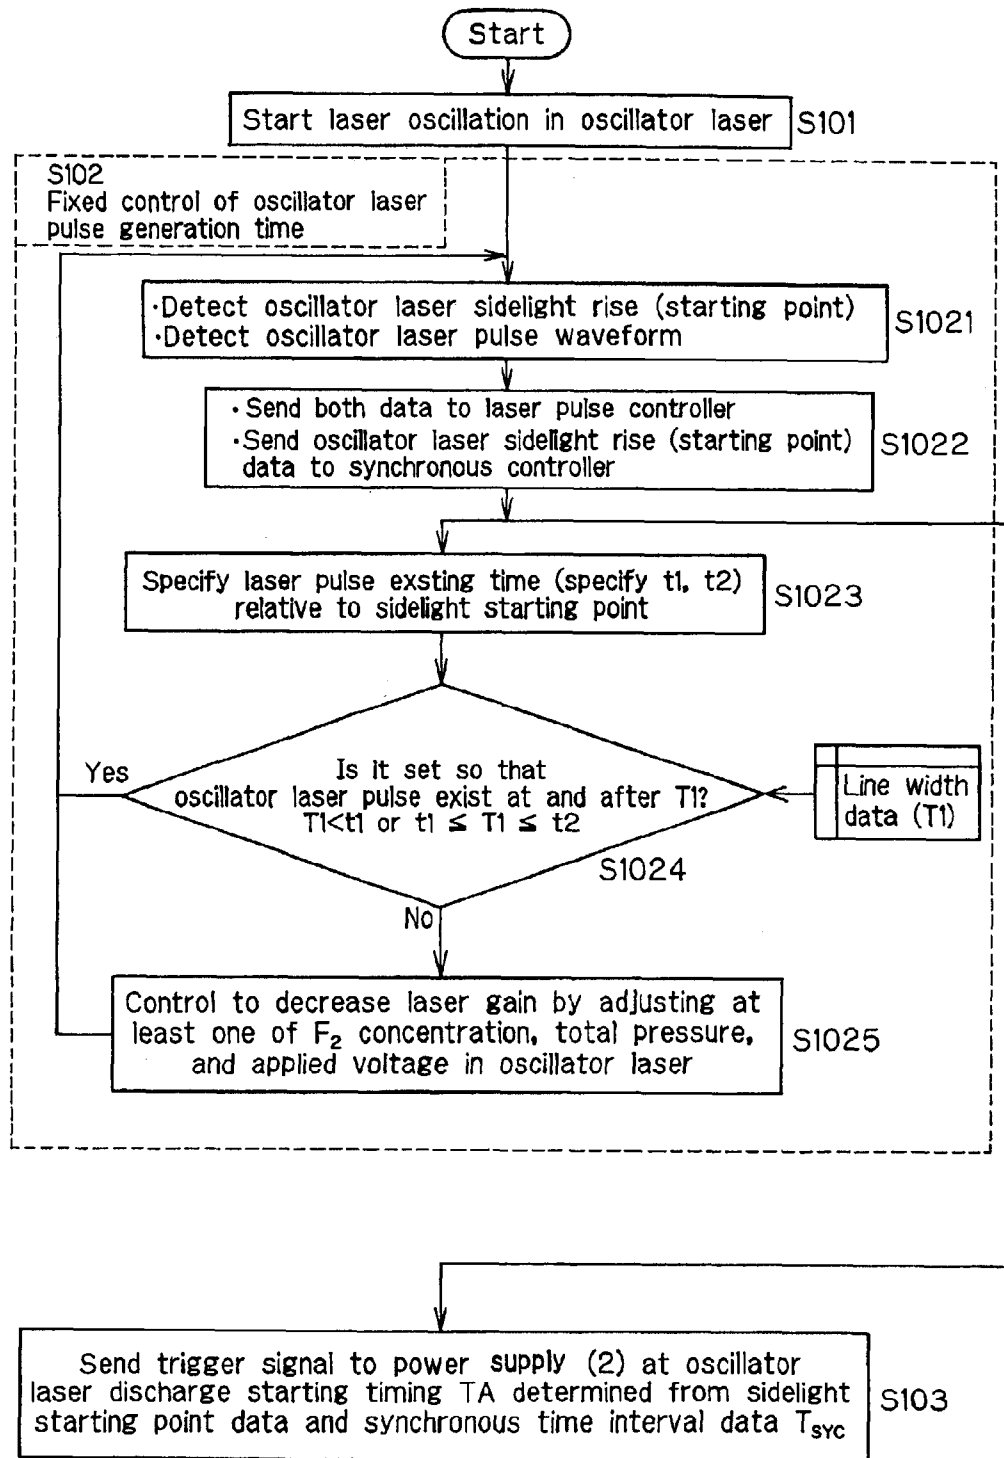 Start
Start laser oscillation in oscillator laser
S101
S102
Fixed control of oscillator laser
pulse generation time
·Detect oscillator laser sidelight rise (starting point)
·Detect oscillator laser pulse waveform
S1021
·Send both data to laser pulse controller
·Send oscillator laser sidelight rise (starting point)
data to synchronous controller
S1022
Specify laser pulse exsting time (specify t1, t2)
relative to sidelight starting point
S1023
Yes
Is it set so that
oscillator laser pulse exist at and after T1?
T1<t1 or t1 ≦ T1 ≦ t2
S1024
Line width
data (T1)
No
Control to decrease laser gain by adjusting at
least one of F₂ concentration, total pressure,
and applied voltage in oscillator laser
S1025
Send trigger signal to power supply (2) at oscillator
laser discharge starting timing TA determined from sidelight
starting point data and synchronous time interval data T_SYC
S103